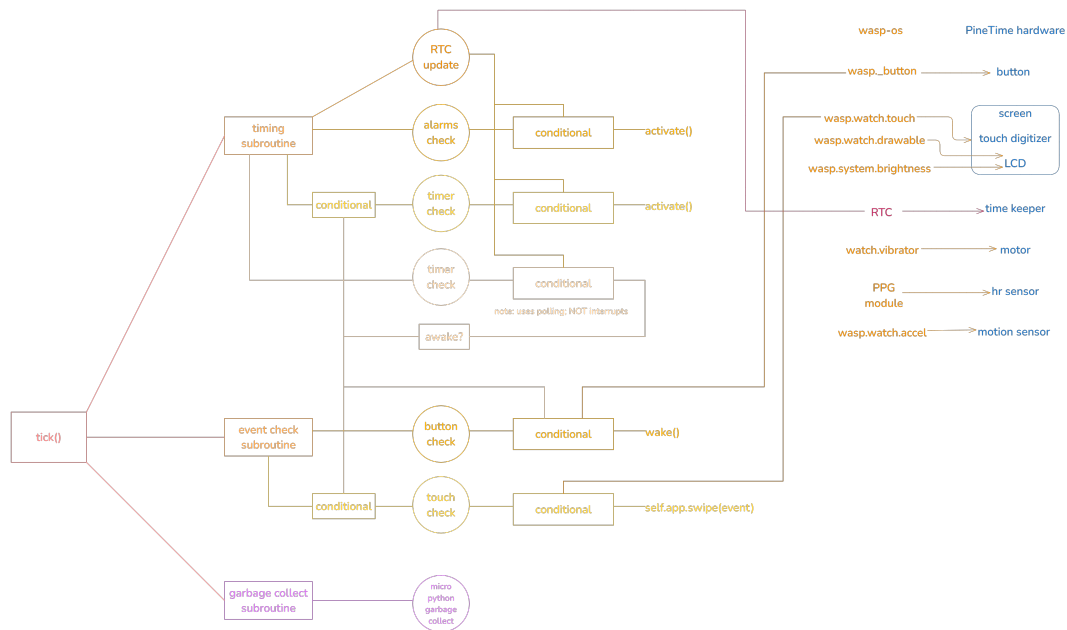 wasp-os
PineTime hardware
RTC
update
wasp._button
button
wasp.watch.touch
screen
timing
subroutine
alarms
check
conditional
activate()
wasp.watch.drawable
touch digitizer
wasp.system.brightness
LCD
conditional
timer
check
conditional
activate()
RTC
time keeper
watch.vibrator
motor
timer
check
conditional
PPG
module
hr sensor
note: uses polling; NOT interrupts
awake?
wasp.watch.accel
motion sensor
tick()
event check
subroutine
button
check
conditional
wake()
conditional
touch
check
conditional
self.app.swipe(event)
garbage collect
subroutine
micro
python
garbage
collect